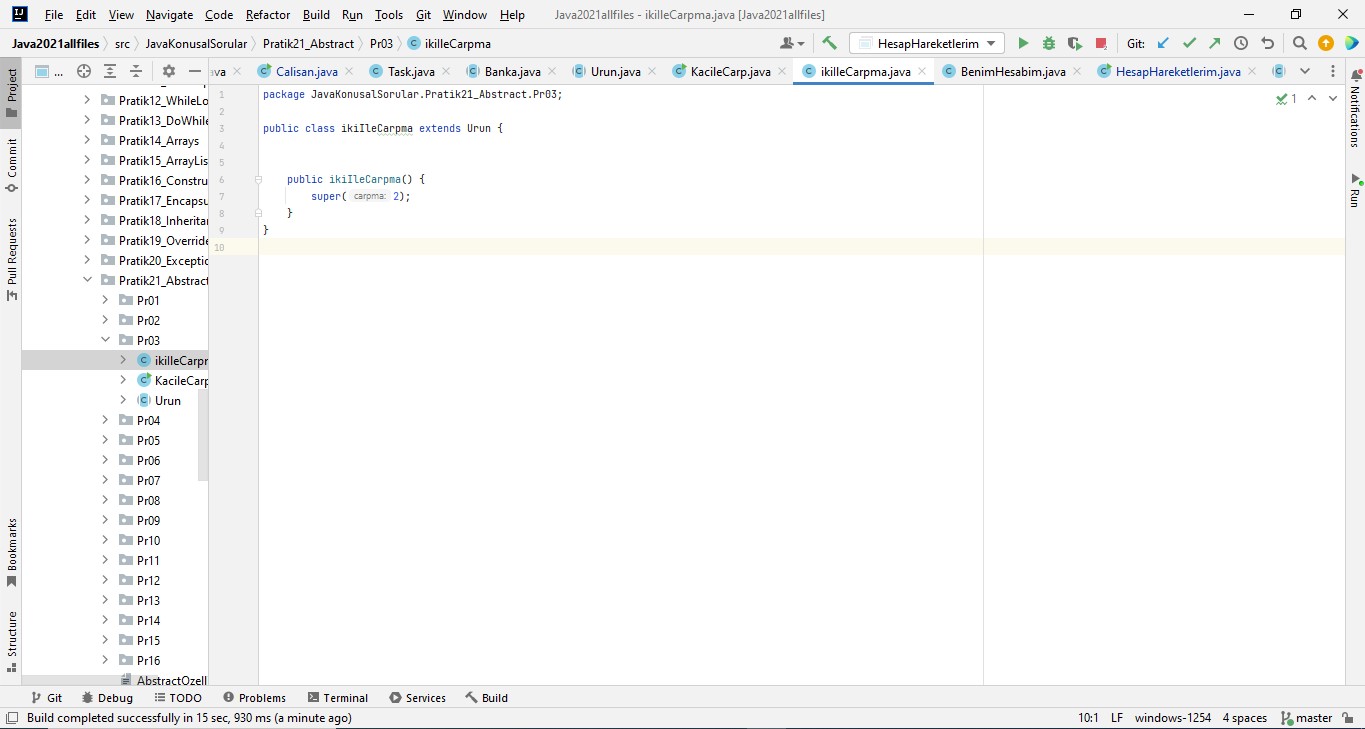 File Edit View Navigate Code Refactor Build Run Tools Git Window Help Java2021allfiles - ikilleCarpma.java [Java2021allfiles]
Java2021allfiles src JavaKonusalSorular Pratik21_Abstract Pr03 ikilleCarpma HesapHareketlerim Git:
Project
Commit
Pull Requests
Bookmarks
Structure
... ava Calisan.java Task.java Banka.java Urun.java KacileCarp.java ikilleCarpma.java BenimHesabim.java HesapHareketlerim.java
Pratik12_WhileLo
Pratik13_DoWhile
Pratik14_Arrays
Pratik15_ArrayLis
Pratik16_Constru
Pratik17_Encapsu
Pratik18_Inheritar
Pratik19_Override
Pratik20_Exceptic
Pratik21_Abstract
Pr01
Pr02
Pr03
ikilleCarpr
KacileCarp
Urun
Pr04
Pr05
Pr06
Pr07
Pr08
Pr09
Pr10
Pr11
Pr12
Pr13
Pr14
Pr15
Pr16
AbstractOzell
1 package JavaKonusalSorular.Pratik21_Abstract.Pr03;
2
3 public class ikiIleCarpma extends Urun {
4
5
6 public ikiIleCarpma() {
7 super( carpma: 2);
8 }
9 }
10
1
Notifications
Run
Git Debug TODO Problems Terminal Services Build
Build completed successfully in 15 sec, 930 ms (a minute ago) 10:1 LF windows-1254 4 spaces master